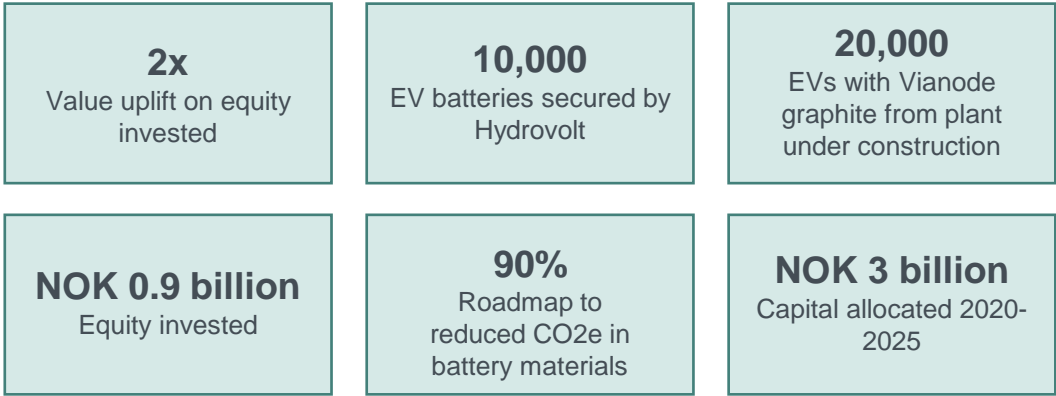 2x
Value uplift on equity
invested
10,000
EV batteries secured by
Hydrovolt
20,000
EVs with Vianode
graphite from plant
under construction
NOK 0.9 billion
Equity invested
90%
Roadmap to
reduced CO2e in
battery materials
NOK 3 billion
Capital allocated 2020-
2025